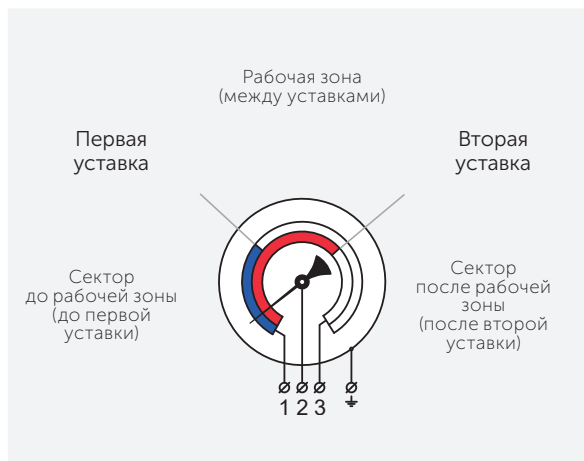 Рабочая зона
(между уставками)
Первая
уставка
Вторая
уставка
Сектор
до рабочей зоны
(до первой
уставки)
Сектор
после рабочей
зоны
(после второй
уставки)
1 2 3